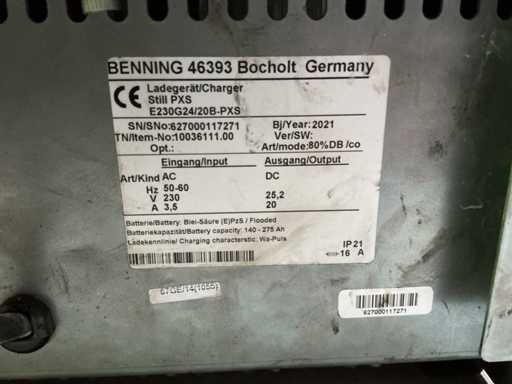 BENNING 46393 Bocholt Germany
CE Ladegerät/Charger
Still PXS
E230G24/20B-PXS
SN/SNo: 627000117271 Bj/Year: 2021
TN/Item-No: 10036111.00 Ver/SW:
Opt.: Art/mode: 80%DB /co
Eingang/Input Ausgang/Output
Art/Kind AC DC
Hz 50-60
V 230 25,2
A 3,5 20
Batterie/Battery: Blei-Säure (E)PzS / Flooded
Batteriekapazität/Battery capacity: 140 - 275 Ah
Ladekennlinie/ Charging characterstic: Wa-Puls
IP 21
16 A
627000117271